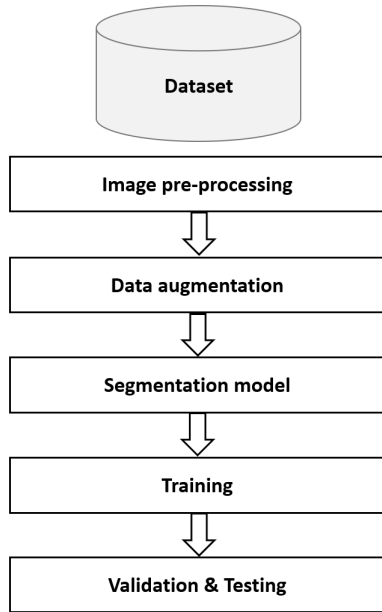 Dataset
Image pre-processing
Data augmentation
Segmentation model
Training
Validation & Testing